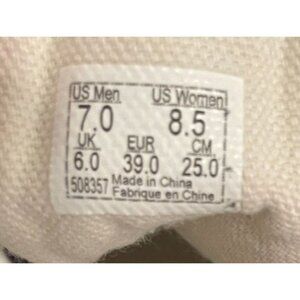 US Men US Women
7.0 8.5
UK EUR CM
6.0 39.0 25.0
508357 Made in China
Fabrique en Chine